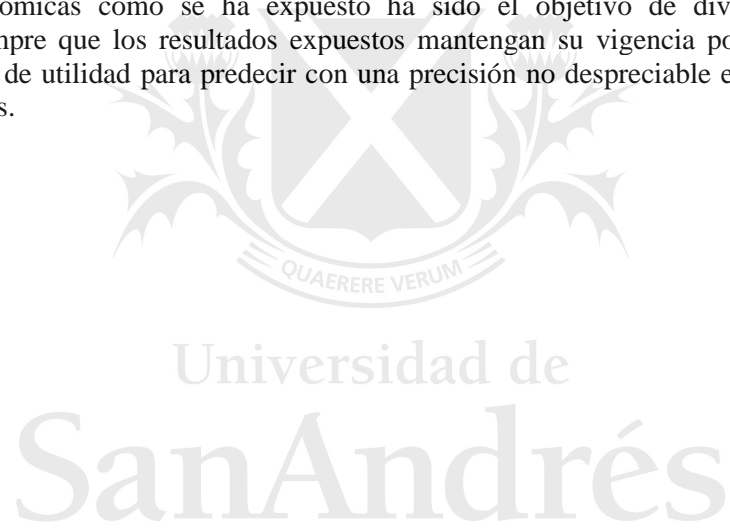 ómicas como se ha expuesto ha sido el objetivo de div
pre que los resultados expuestos mantengan su vigencia po
de utilidad para predecir con una precisión no despreciable e
s.
QUAERERE VERUM
Universidad de
SanAndrés